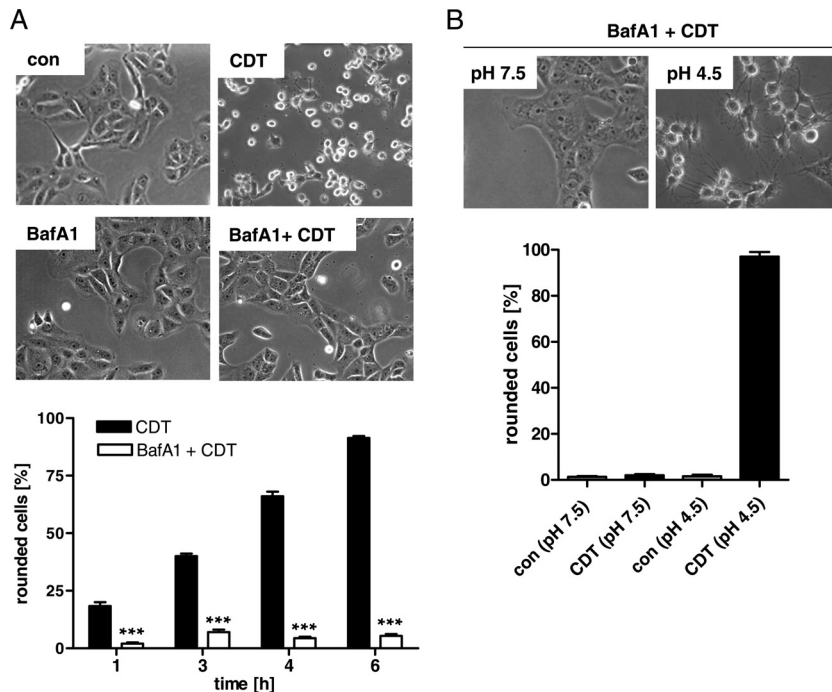 A
con
CDT
BafA1
BafA1+ CDT
100
75
50
25
0
rounded cells [%]
CDT
BafA1 + CDT
***
***
***
***
1
3
4
6
time [h]
B
BafA1 + CDT
pH 7.5
pH 4.5
100
80
60
40
20
0
rounded cells [%]
con (pH 7.5)
CDT (pH 7.5)
con (pH 4.5)
CDT (pH 4.5)